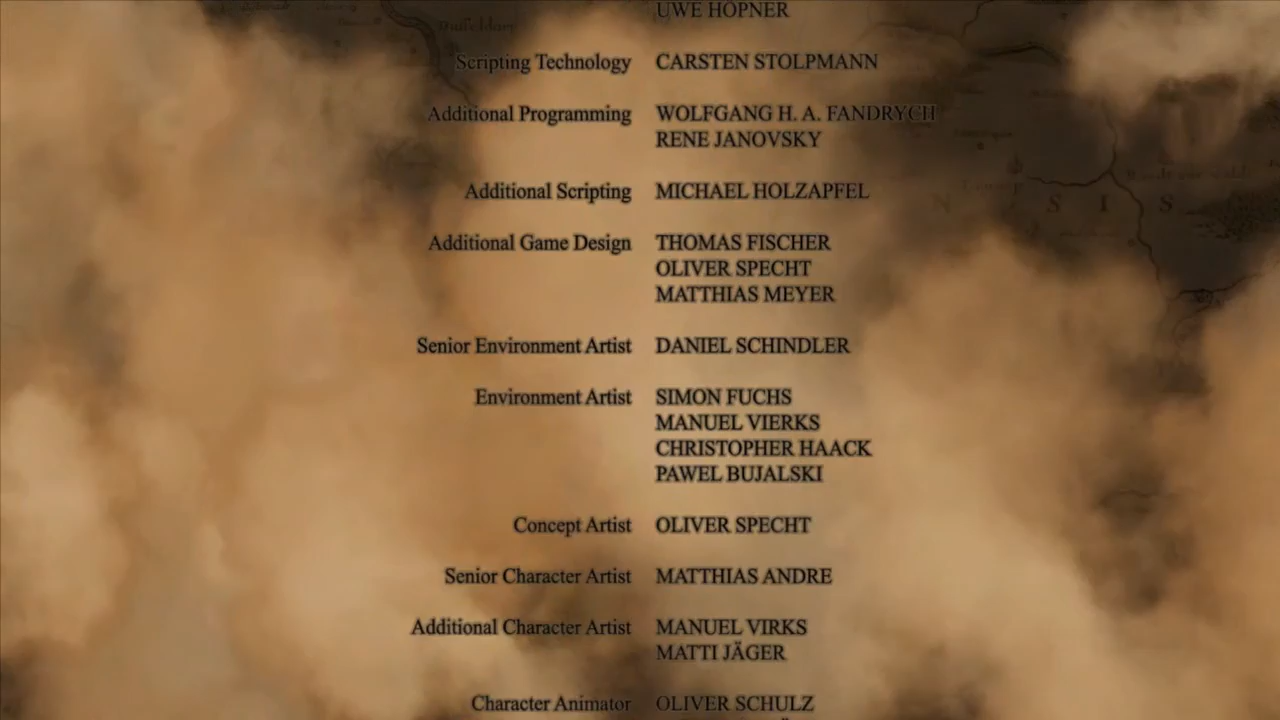 UWE HÖPNER
Scripting Technology CARSTEN STOLPMANN
Additional Programming WOLFGANG H. A. FANDRYCH
RENE JANOVSKY
Additional Scripting MICHAEL HOLZAPFEL
Additional Game Design THOMAS FISCHER
OLIVER SPECHT
MATTHIAS MEYER
Senior Environment Artist DANIEL SCHINDLER
Environment Artist SIMON FUCHS
MANUEL VIERKS
CHRISTOPHER HAACK
PAWEL BUJALSKI
Concept Artist OLIVER SPECHT
Senior Character Artist MATTHIAS ANDRE
Additional Character Artist MANUEL VIRKS
MATTI JÄGER
Character Animator OLIVER SCHULZ